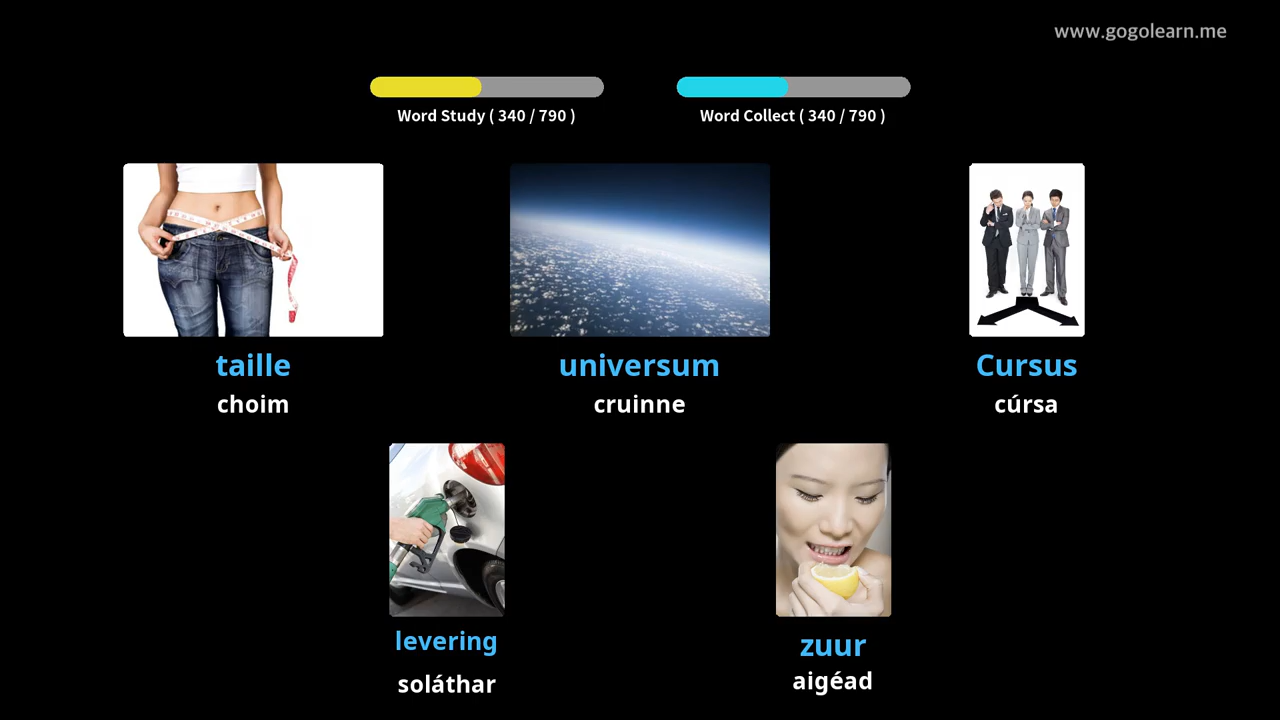 www.gogolearn.me
Word Study ( 340 / 790 )
Word Collect ( 340 / 790 )
taille
choim
universum
cruinne
Cursus
cúrsa
levering
soláthar
zuur
aigéad